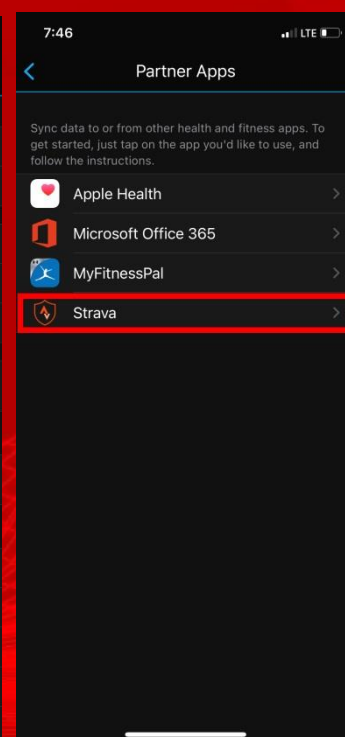 7:46
LTE
Partner Apps
Sync data to or from other health and fitness apps. To
get started, just tap on the app you'd like to use, and
follow the instructions.
Apple Health
Microsoft Office 365
MyFitnessPal
Strava